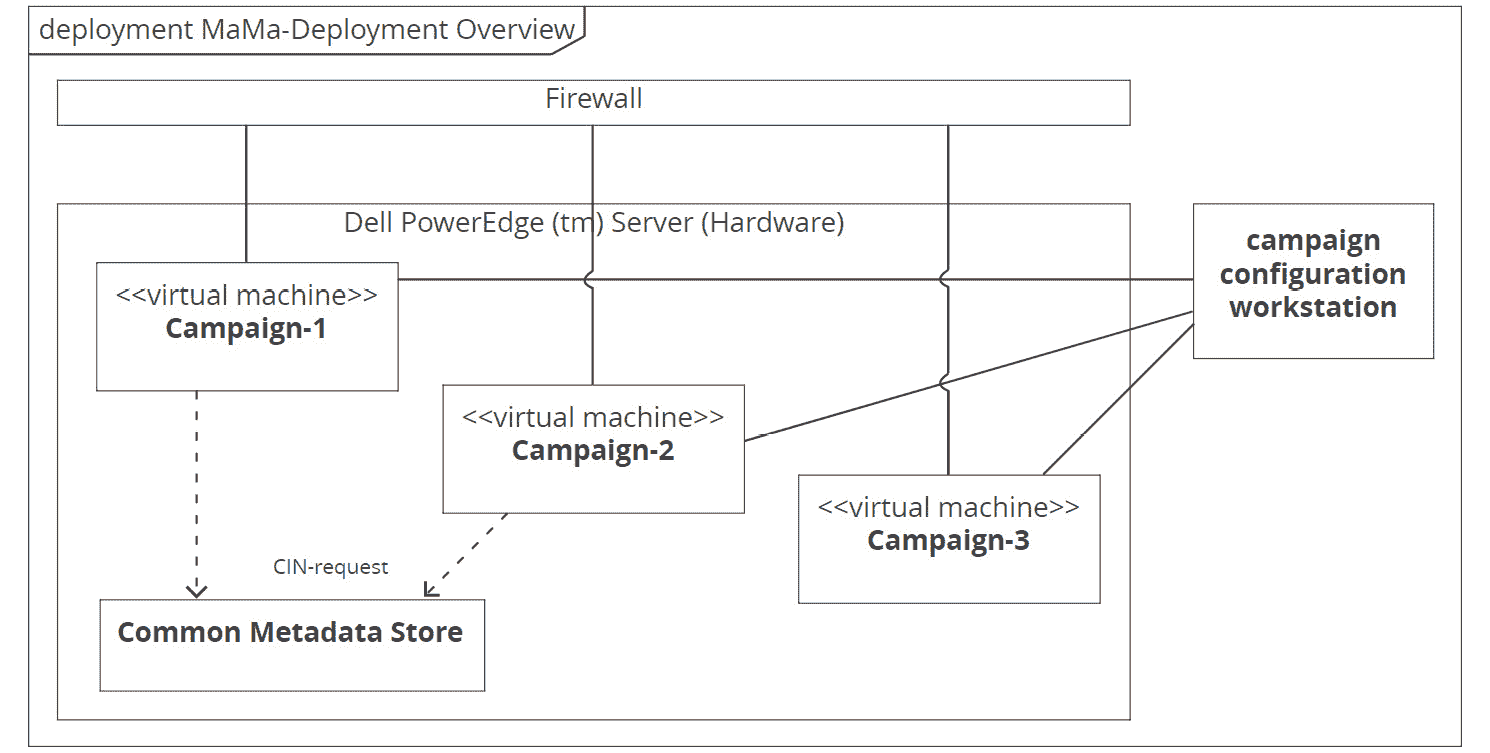 deployment MaMa-Deployment Overview
Firewall
Dell PowerEdge (tm) Server (Hardware)
campaign
configuration
workstation
<<virtual machine>>
Campaign-1
<<virtual machine>>
Campaign-2
<<virtual machine>>
Campaign-3
CIN-request
Common Metadata Store